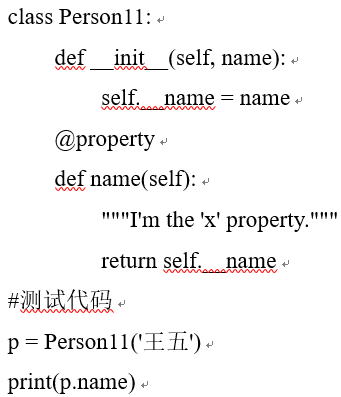 class Person11:
def __init__(self, name):
self.__name = name
@property
def name(self):
"""I'm the 'x' property."""
return self.__name
#测试代码
p = Person11('王五')
print(p.name)